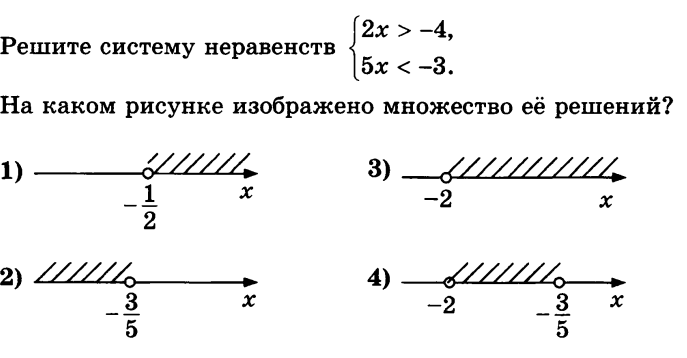 Решите систему неравенств { 2x > –4,
5x < –3.
На каком рисунке изображено множество её решений?
1) –1/2 x
3) –2 x
2) –3/5 x
4) –2 –3/5 x